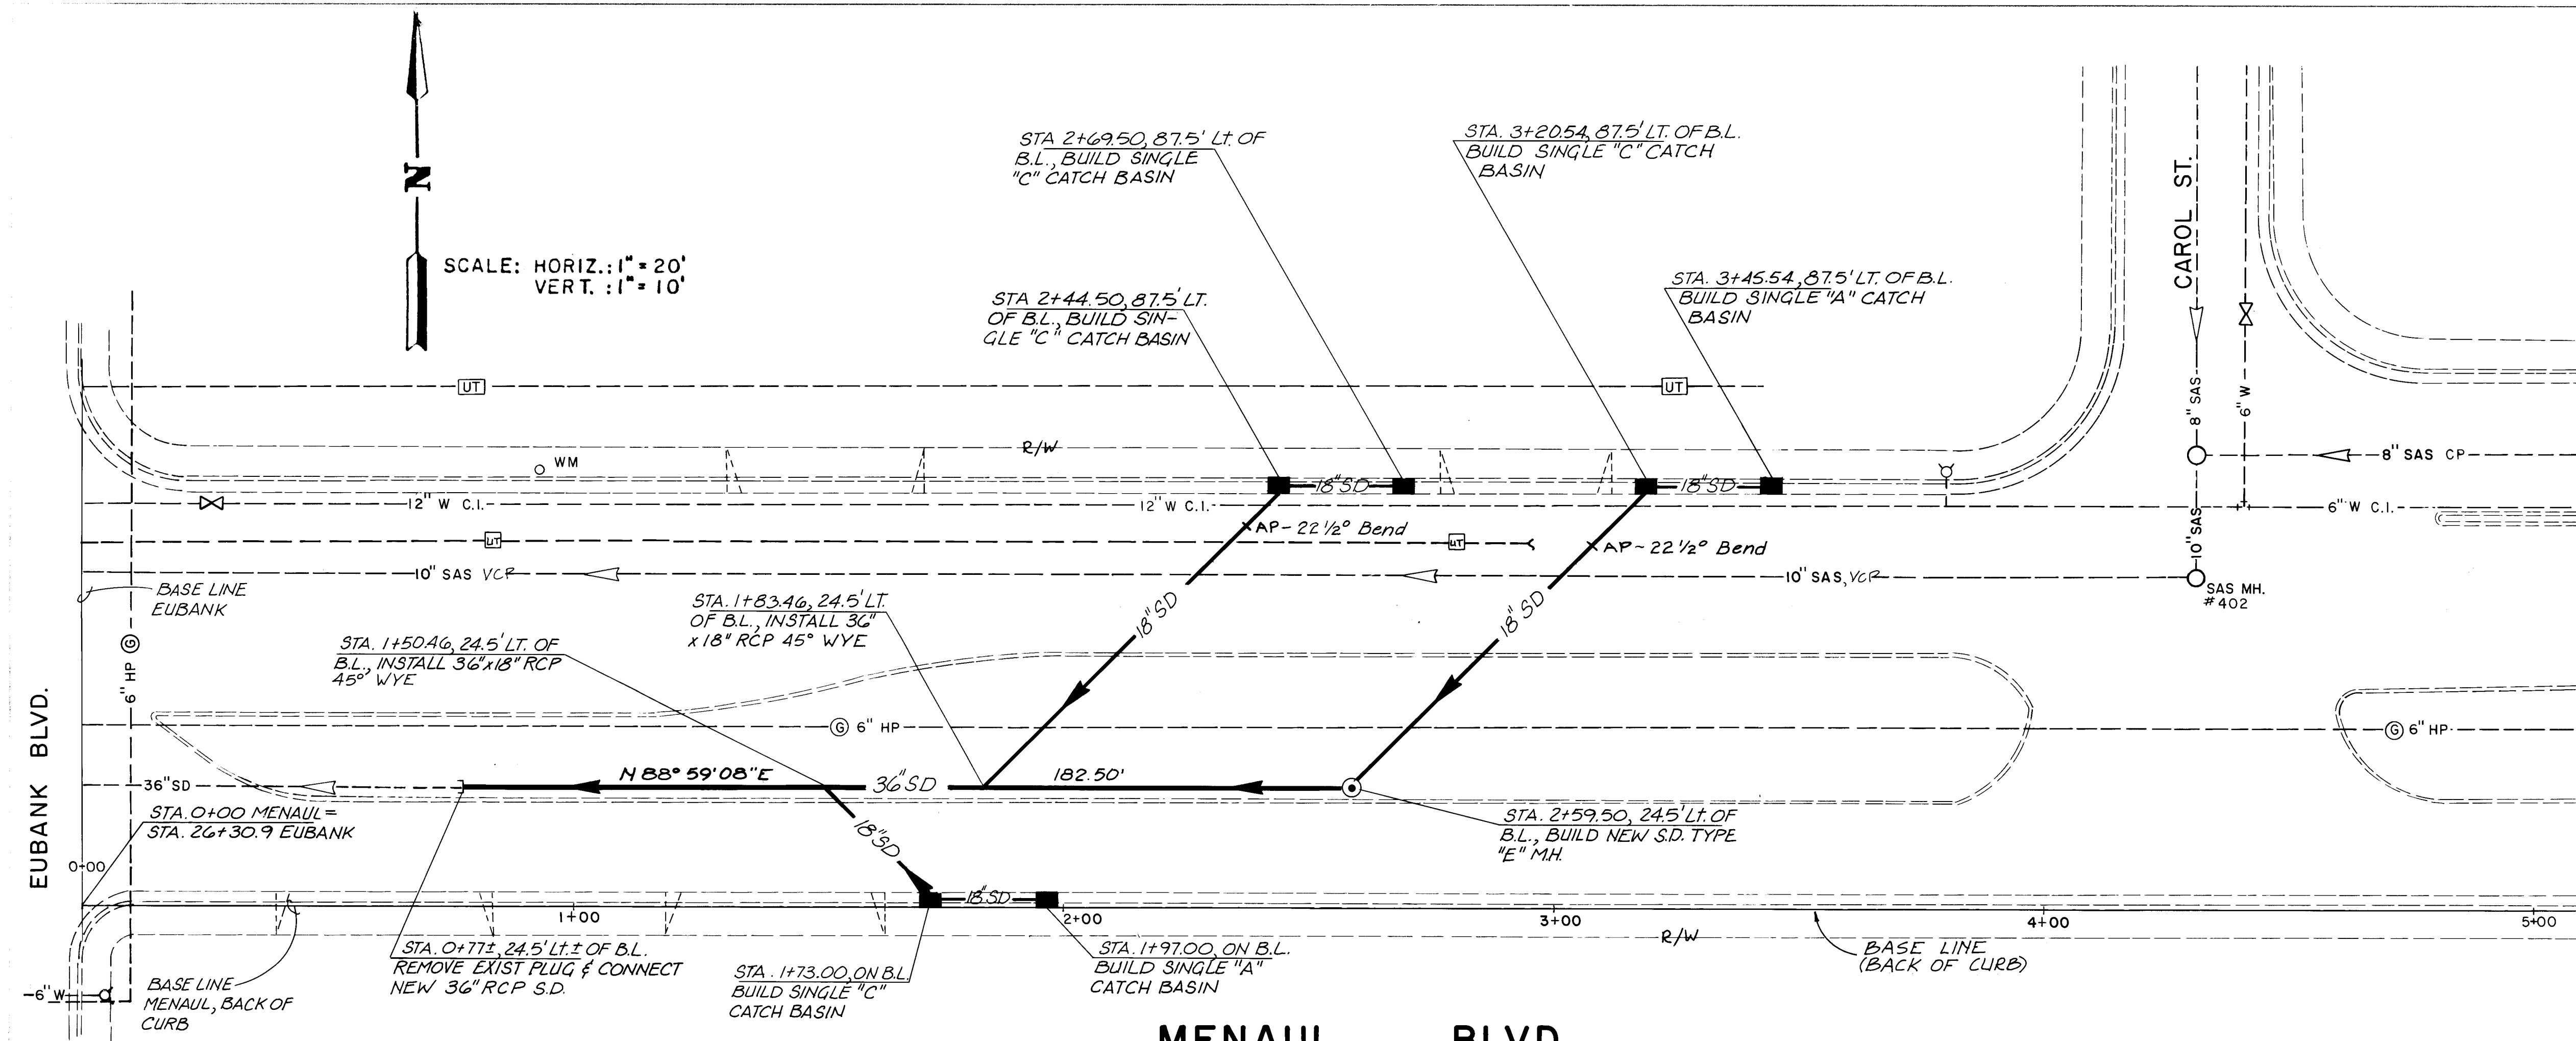 N
SCALE: HORIZ.: 1" = 20'
VERT. : 1" = 10'
STA 2+69.50, 87.5' Lt. OF
B.L., BUILD SINGLE
"C" CATCH BASIN
STA. 3+20.54, 87.5' LT. OF B.L.
BUILD SINGLE "C" CATCH
BASIN
CAROL ST.
STA 2+44.50, 87.5' LT.
OF B.L., BUILD SIN-
GLE "C" CATCH BASIN
STA. 3+45.54, 87.5' LT. OF B.L.
BUILD SINGLE "A" CATCH
BASIN
UT
UT
8" SAS
6" W
R/W
WM
8" SAS CP
18" SD
18" SD
12" W C.I.
12" W C.I.
6" W C.I.
10" SAS
AP- 22 1/2° Bend
UT
UT
AP- 22 1/2° Bend
10" SAS VCP
10" SAS, VCP
SAS MH.
#402
BASE LINE
EUBANK
STA. 1+83.46, 24.5' LT.
OF B.L., INSTALL 36"
x 18" RCP 45° WYE
18" SD
18" SD
STA. 1+50.46, 24.5' LT. OF
B.L., INSTALL 36"x18" RCP
45° WYE
6" HP G
EUBANK BLVD.
G 6" HP
G 6" HP
36" SD
N 88° 59' 08" E
36" SD
182.50'
STA. 0+00 MENAUL =
STA. 26+30.9 EUBANK
18" SD
STA. 2+59.50, 24.5' Lt. OF
B.L., BUILD NEW S.D. TYPE
"E" M.H.
0+00
18" SD
1+00
2+00
3+00
4+00
5+00
R/W
STA. 0+77±, 24.5' Lt.± OF B.L.
REMOVE EXIST PLUG & CONNECT
NEW 36" RCP S.D.
STA. 1+73.00, ON B.L.
BUILD SINGLE "C"
CATCH BASIN
STA. 1+97.00, ON B.L.
BUILD SINGLE "A"
CATCH BASIN
BASE LINE
(BACK OF CURB)
6" W
BASE LINE
MENAUL, BACK OF
CURB
MENAUL BLVD